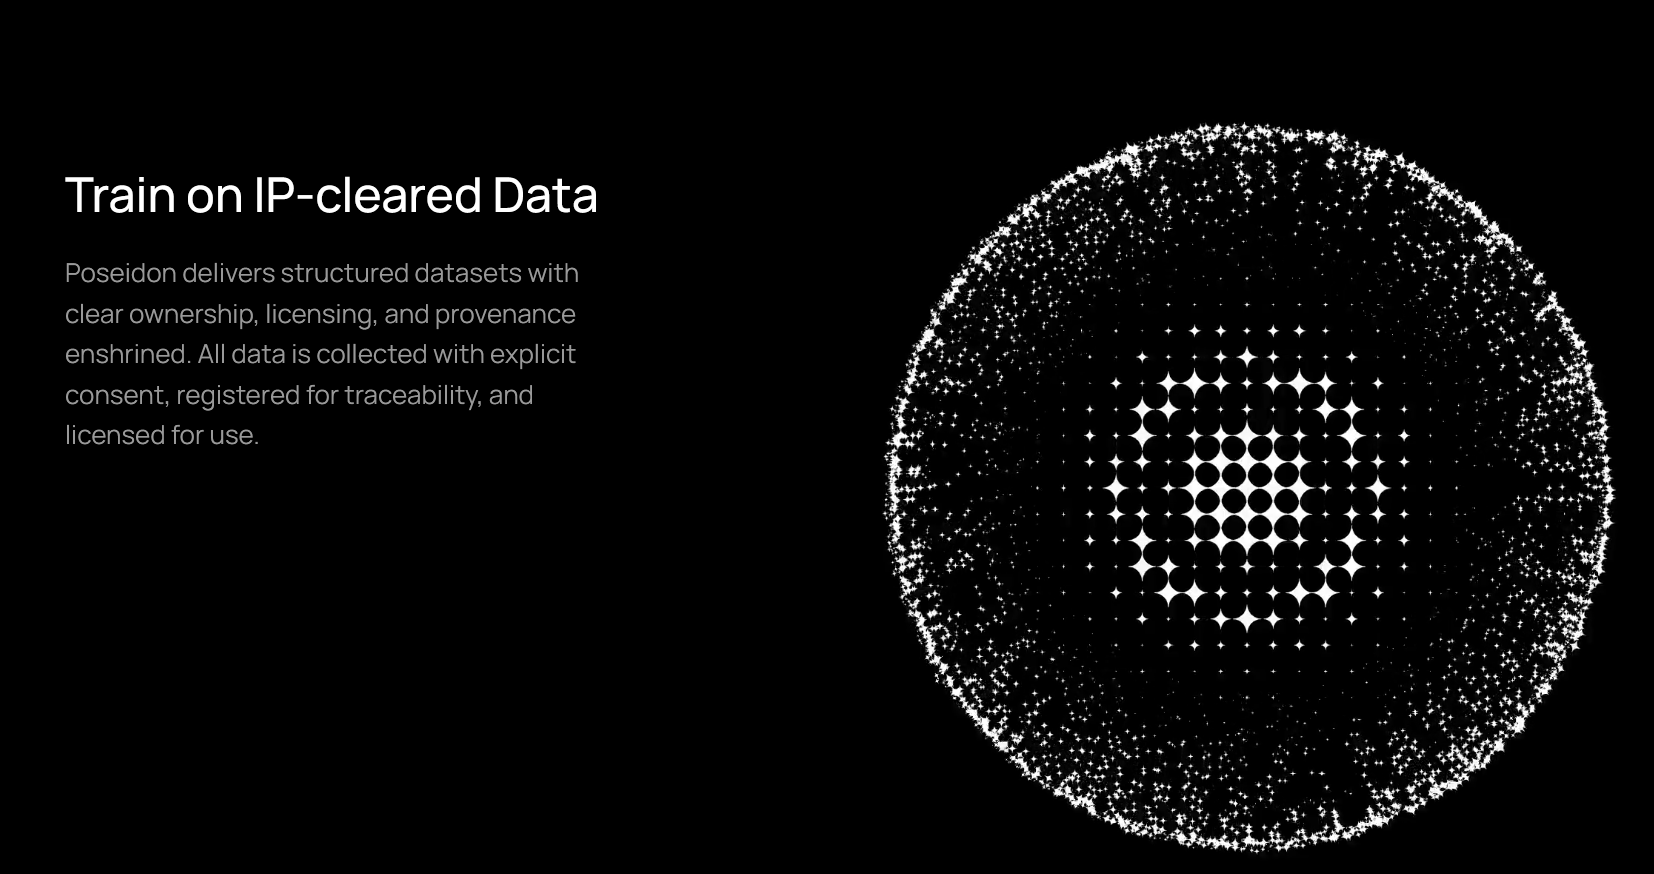 Train on IP-cleared Data
Poseidon delivers structured datasets with
clear ownership, licensing, and provenance
enshrined. All data is collected with explicit
consent, registered for traceability, and
licensed for use.